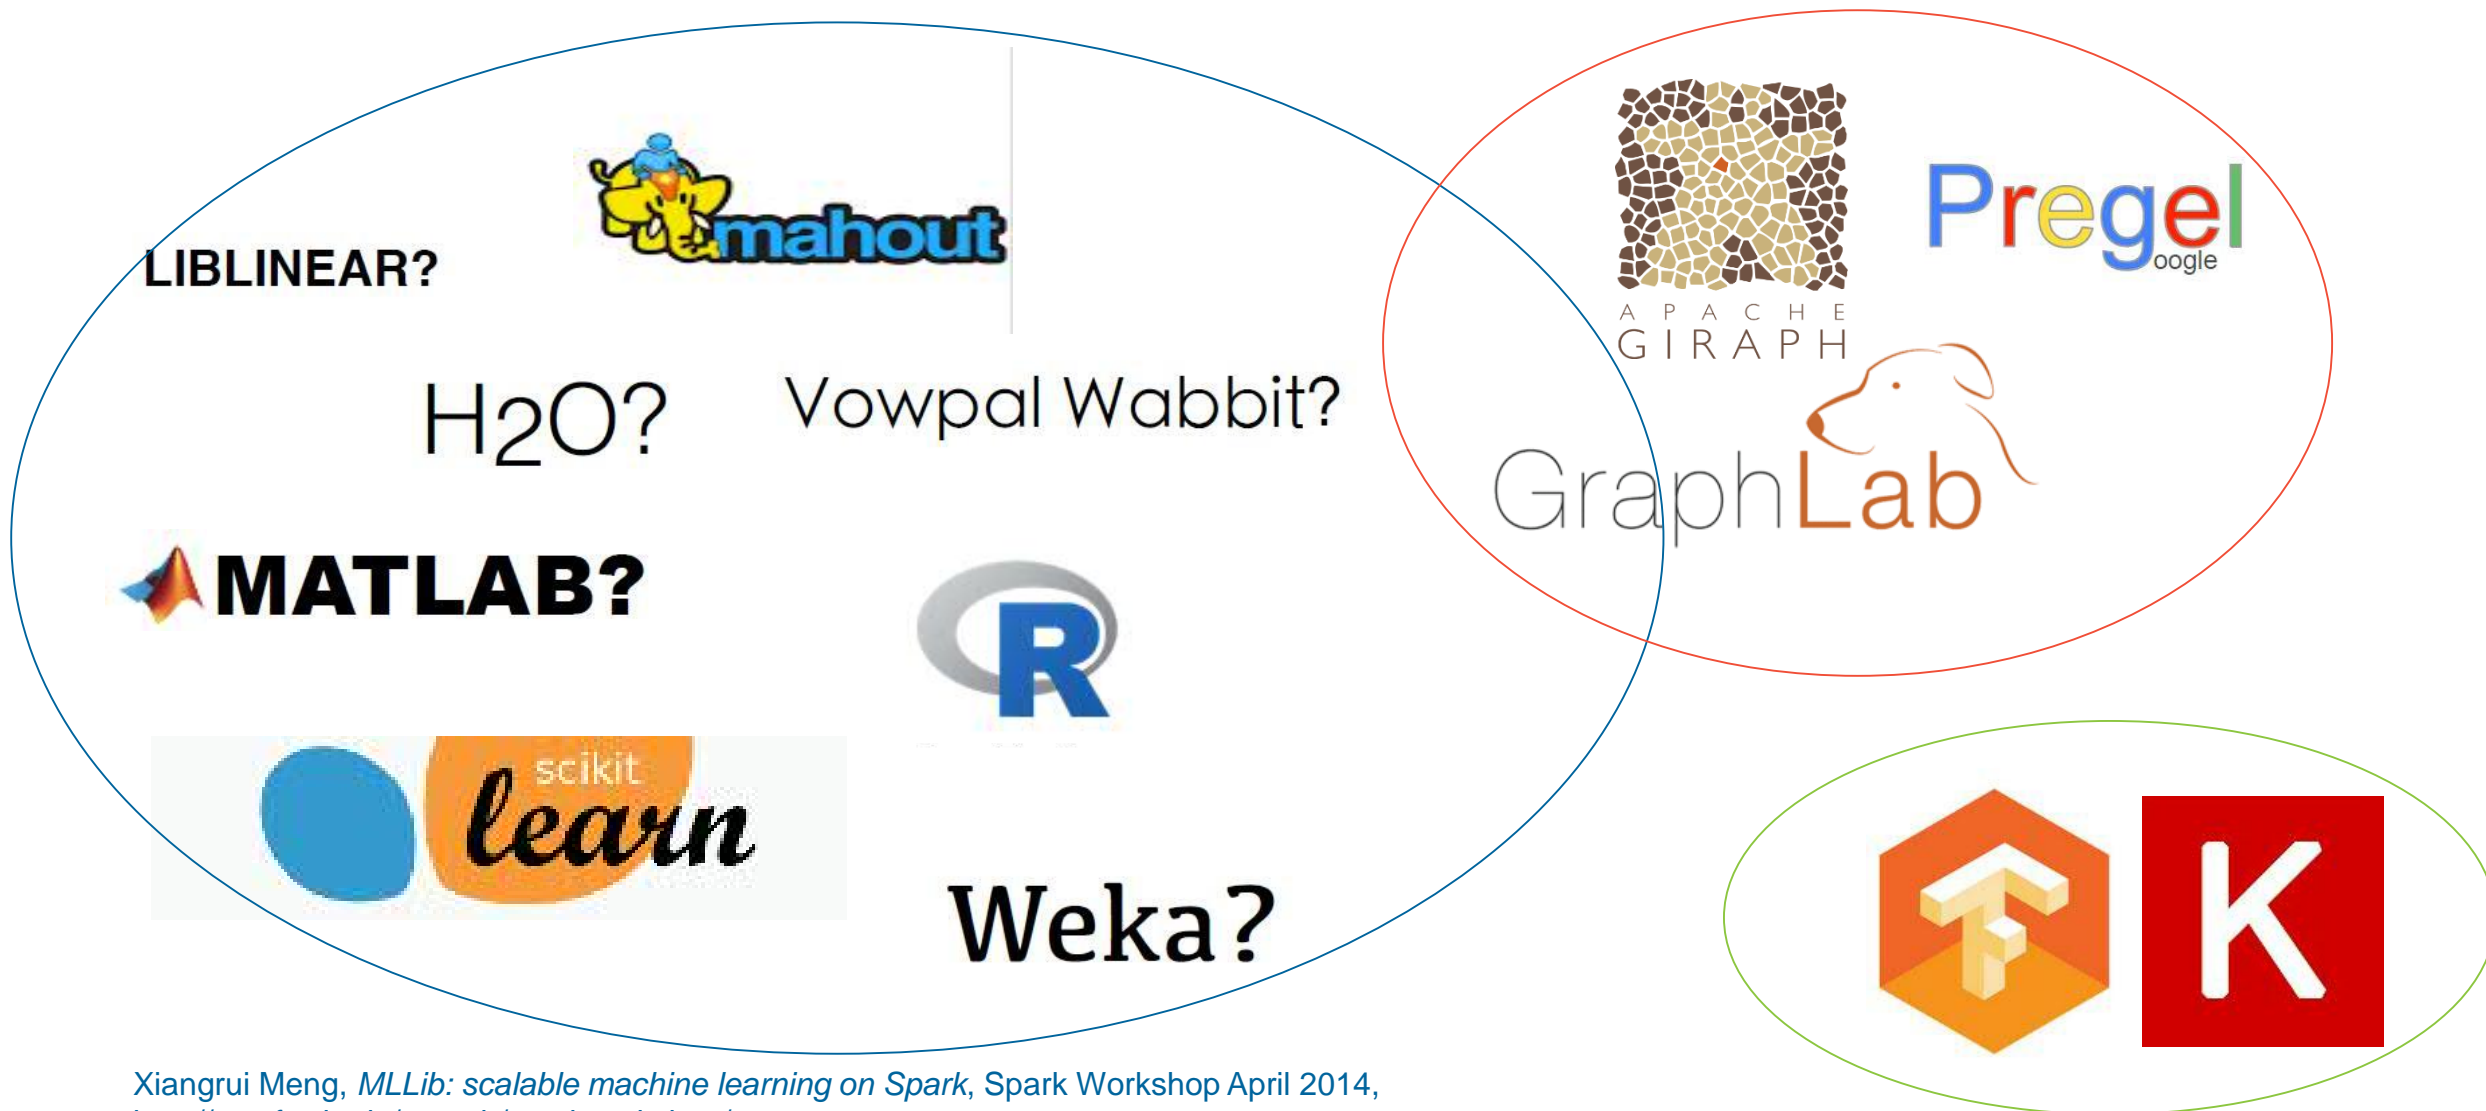 LIBLINEAR?
mahout
APACHE
GIRAPH
Pregel
oogle
H2O?
Vowpal Wabbit?
GraphLab
MATLAB?
R
scikit
learn
Weka?
TF
K
Xiangrui Meng, MLLib: scalable machine learning on Spark, Spark Workshop April 2014,